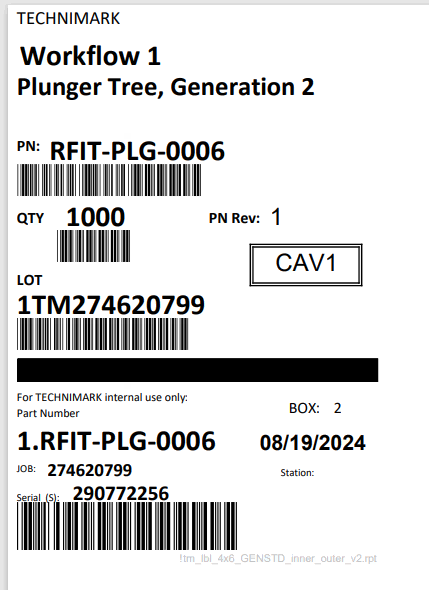 TECHNIMARK
Workflow 1
Plunger Tree, Generation 2
PN: RFIT-PLG-0006
QTY 1000 PN Rev: 1
CAV1
LOT
1TM274620799
For TECHNIMARK internal use only:
Part Number BOX: 2
1.RFIT-PLG-0006 08/19/2024
JOB: 274620799 Station:
Serial (S): 290772256
!tm_lbl_4x6_GENSTD_inner_outer_v2.rpt